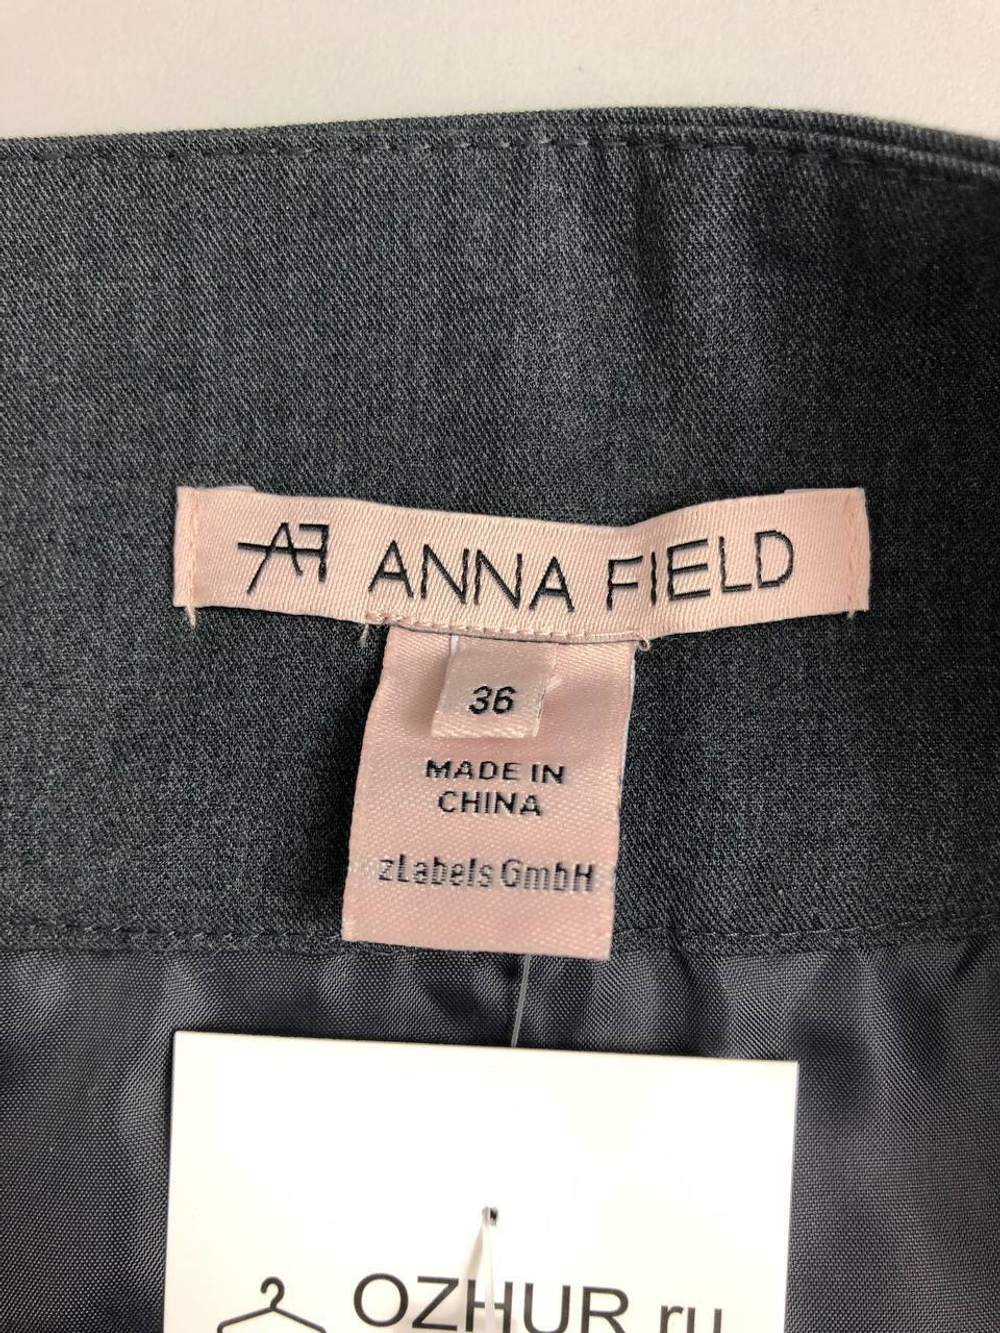 AF ANNA FIELD
36
MADE IN
CHINA
zLabels GmbH
OZHUR.ru